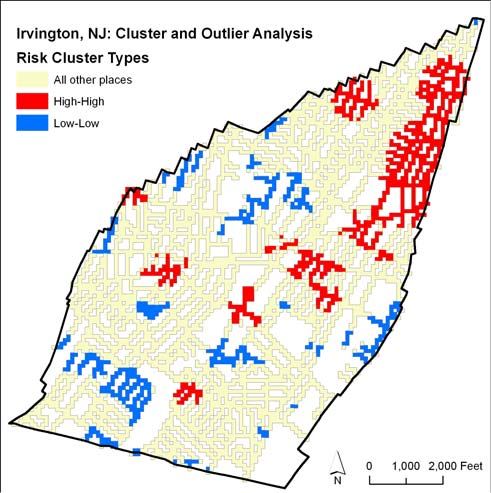 Irvington, NJ: Cluster and Outlier Analysis
Risk Cluster Types
All other places
High-High
Low-Low
N
0 1,000 2,000 Feet